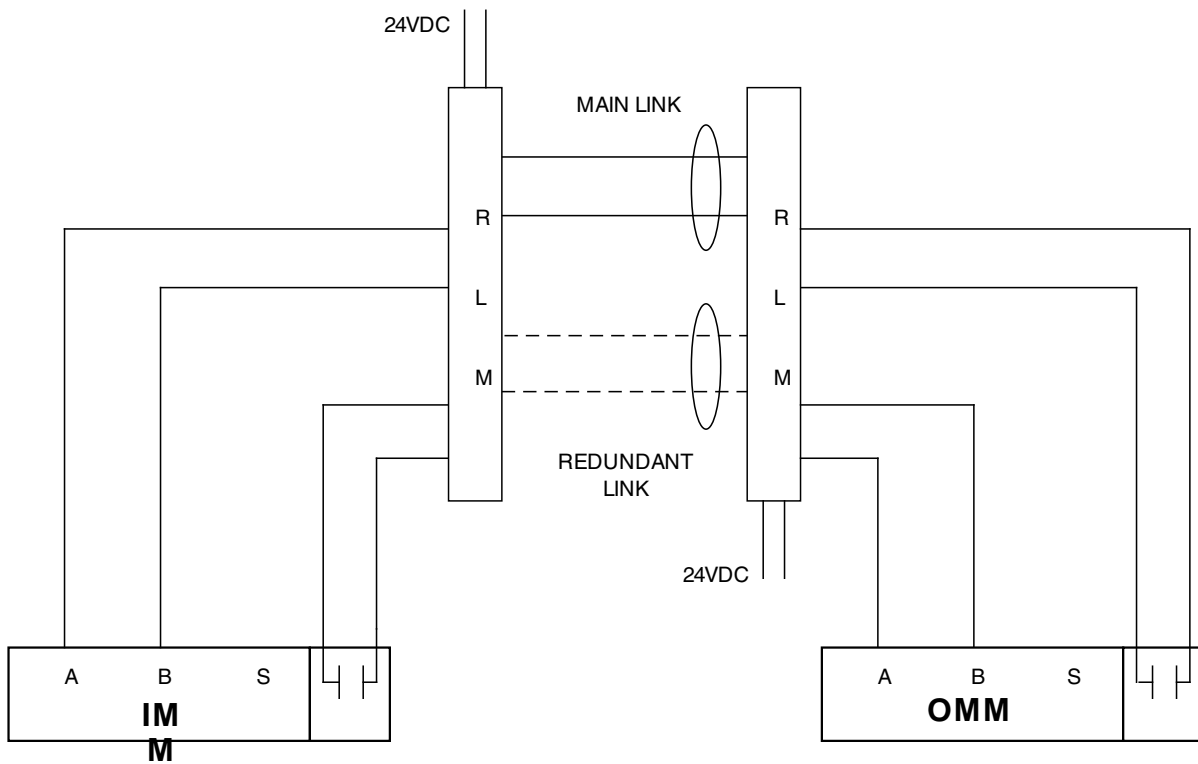 24VDC
MAIN LINK
R
R
L
L
M
M
REDUNDANT
LINK
24VDC
A B S
IM
M
A B S
OMM